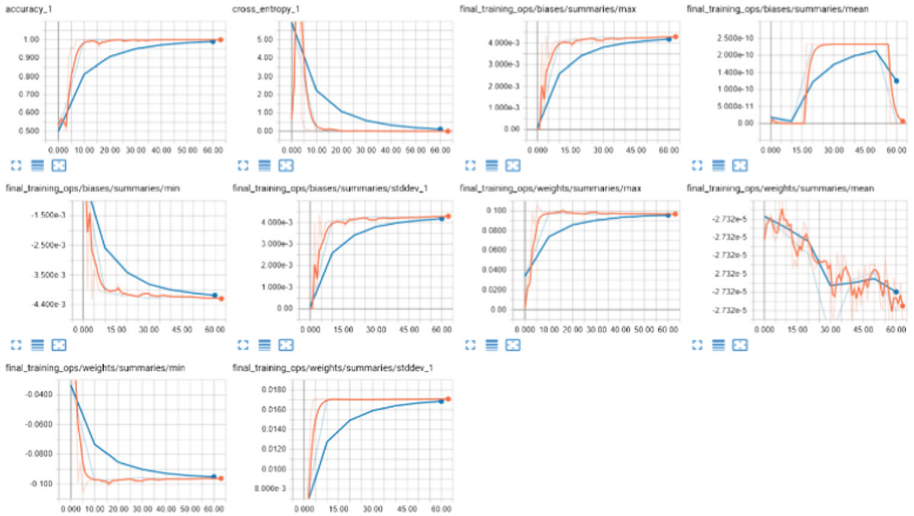 accuracy_1
1.00
0.900
0.800
0.700
0.600
0.500
0.000 10.00 20.00 30.00 40.00 50.00 60.00
cross_entropy_1
5.00
4.00
3.00
2.00
1.00
0.00
0.000 10.00 20.00 30.00 40.00 50.00 60.00
final_training_ops/biases/summaries/max
4.000e-3
3.000e-3
2.000e-3
1.000e-3
0.00
0.000 15.00 30.00 45.00 60.00
final_training_ops/biases/summaries/mean
2.500e-10
1.400e-10
1.400e-10
5.000e-11
0.00
0.000 15.00 30.00 45.00 60.00
final_training_ops/biases/summaries/min
-1.500e-3
-2.500e-3
-3.500e-3
-4.400e-3
0.000 15.00 30.00 45.00 60.00
final_training_ops/biases/summaries/stddev_1
4.000e-3
3.000e-3
2.000e-3
1.000e-3
0.00
0.000 15.00 30.00 45.00 60.00
final_training_ops/weights/summaries/max
0.100
0.0800
0.0600
0.0400
0.0200
0.00
0.000 10.00 20.00 30.00 40.00 50.00 60.00
final_training_ops/weights/summaries/mean
-2.732e-5
-2.732e-5
-2.732e-5
-2.732e-5
-2.732e-5
-2.732e-5
0.000 15.00 30.00 45.00 60.00
final_training_ops/weights/summaries/min
-0.0400
-0.0600
-0.0800
-0.100
0.000 10.00 20.00 30.00 40.00 50.00 60.00
final_training_ops/weights/summaries/stddev_1
0.0180
0.0160
0.0140
0.0120
0.0100
8.000e-3
0.000 15.00 30.00 45.00 60.00